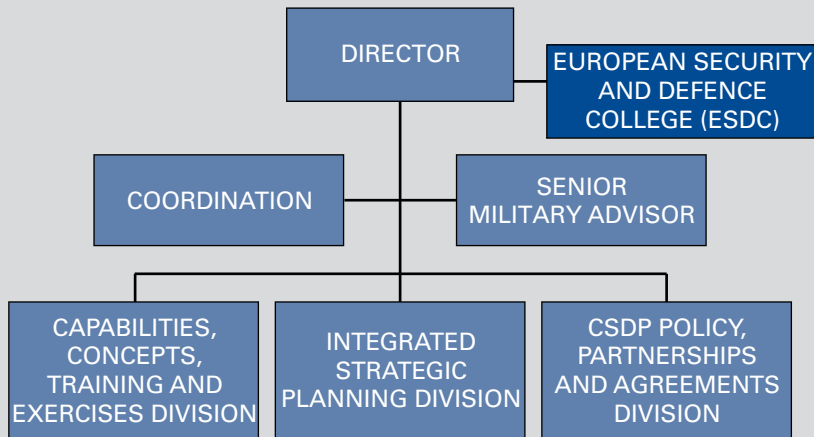 DIRECTOR
EUROPEAN SECURITY
AND DEFENCE
COLLEGE (ESDC)
COORDINATION
SENIOR
MILITARY ADVISOR
CAPABILITIES,
CONCEPTS,
TRAINING AND
EXERCISES DIVISION
INTEGRATED
STRATEGIC
PLANNING DIVISION
CSDP POLICY,
PARTNERSHIPS
AND AGREEMENTS
DIVISION